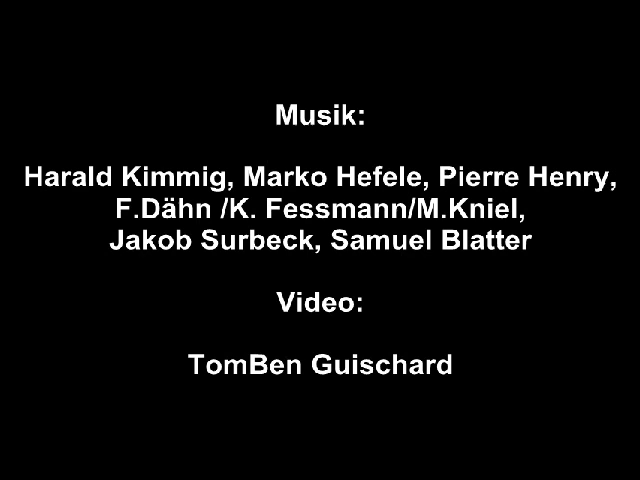 Musik:
Harald Kimmig, Marko Hefele, Pierre Henry,
F.Dähn /K. Fessmann/M.Kniel,
Jakob Surbeck, Samuel Blatter
Video:
TomBen Guischard